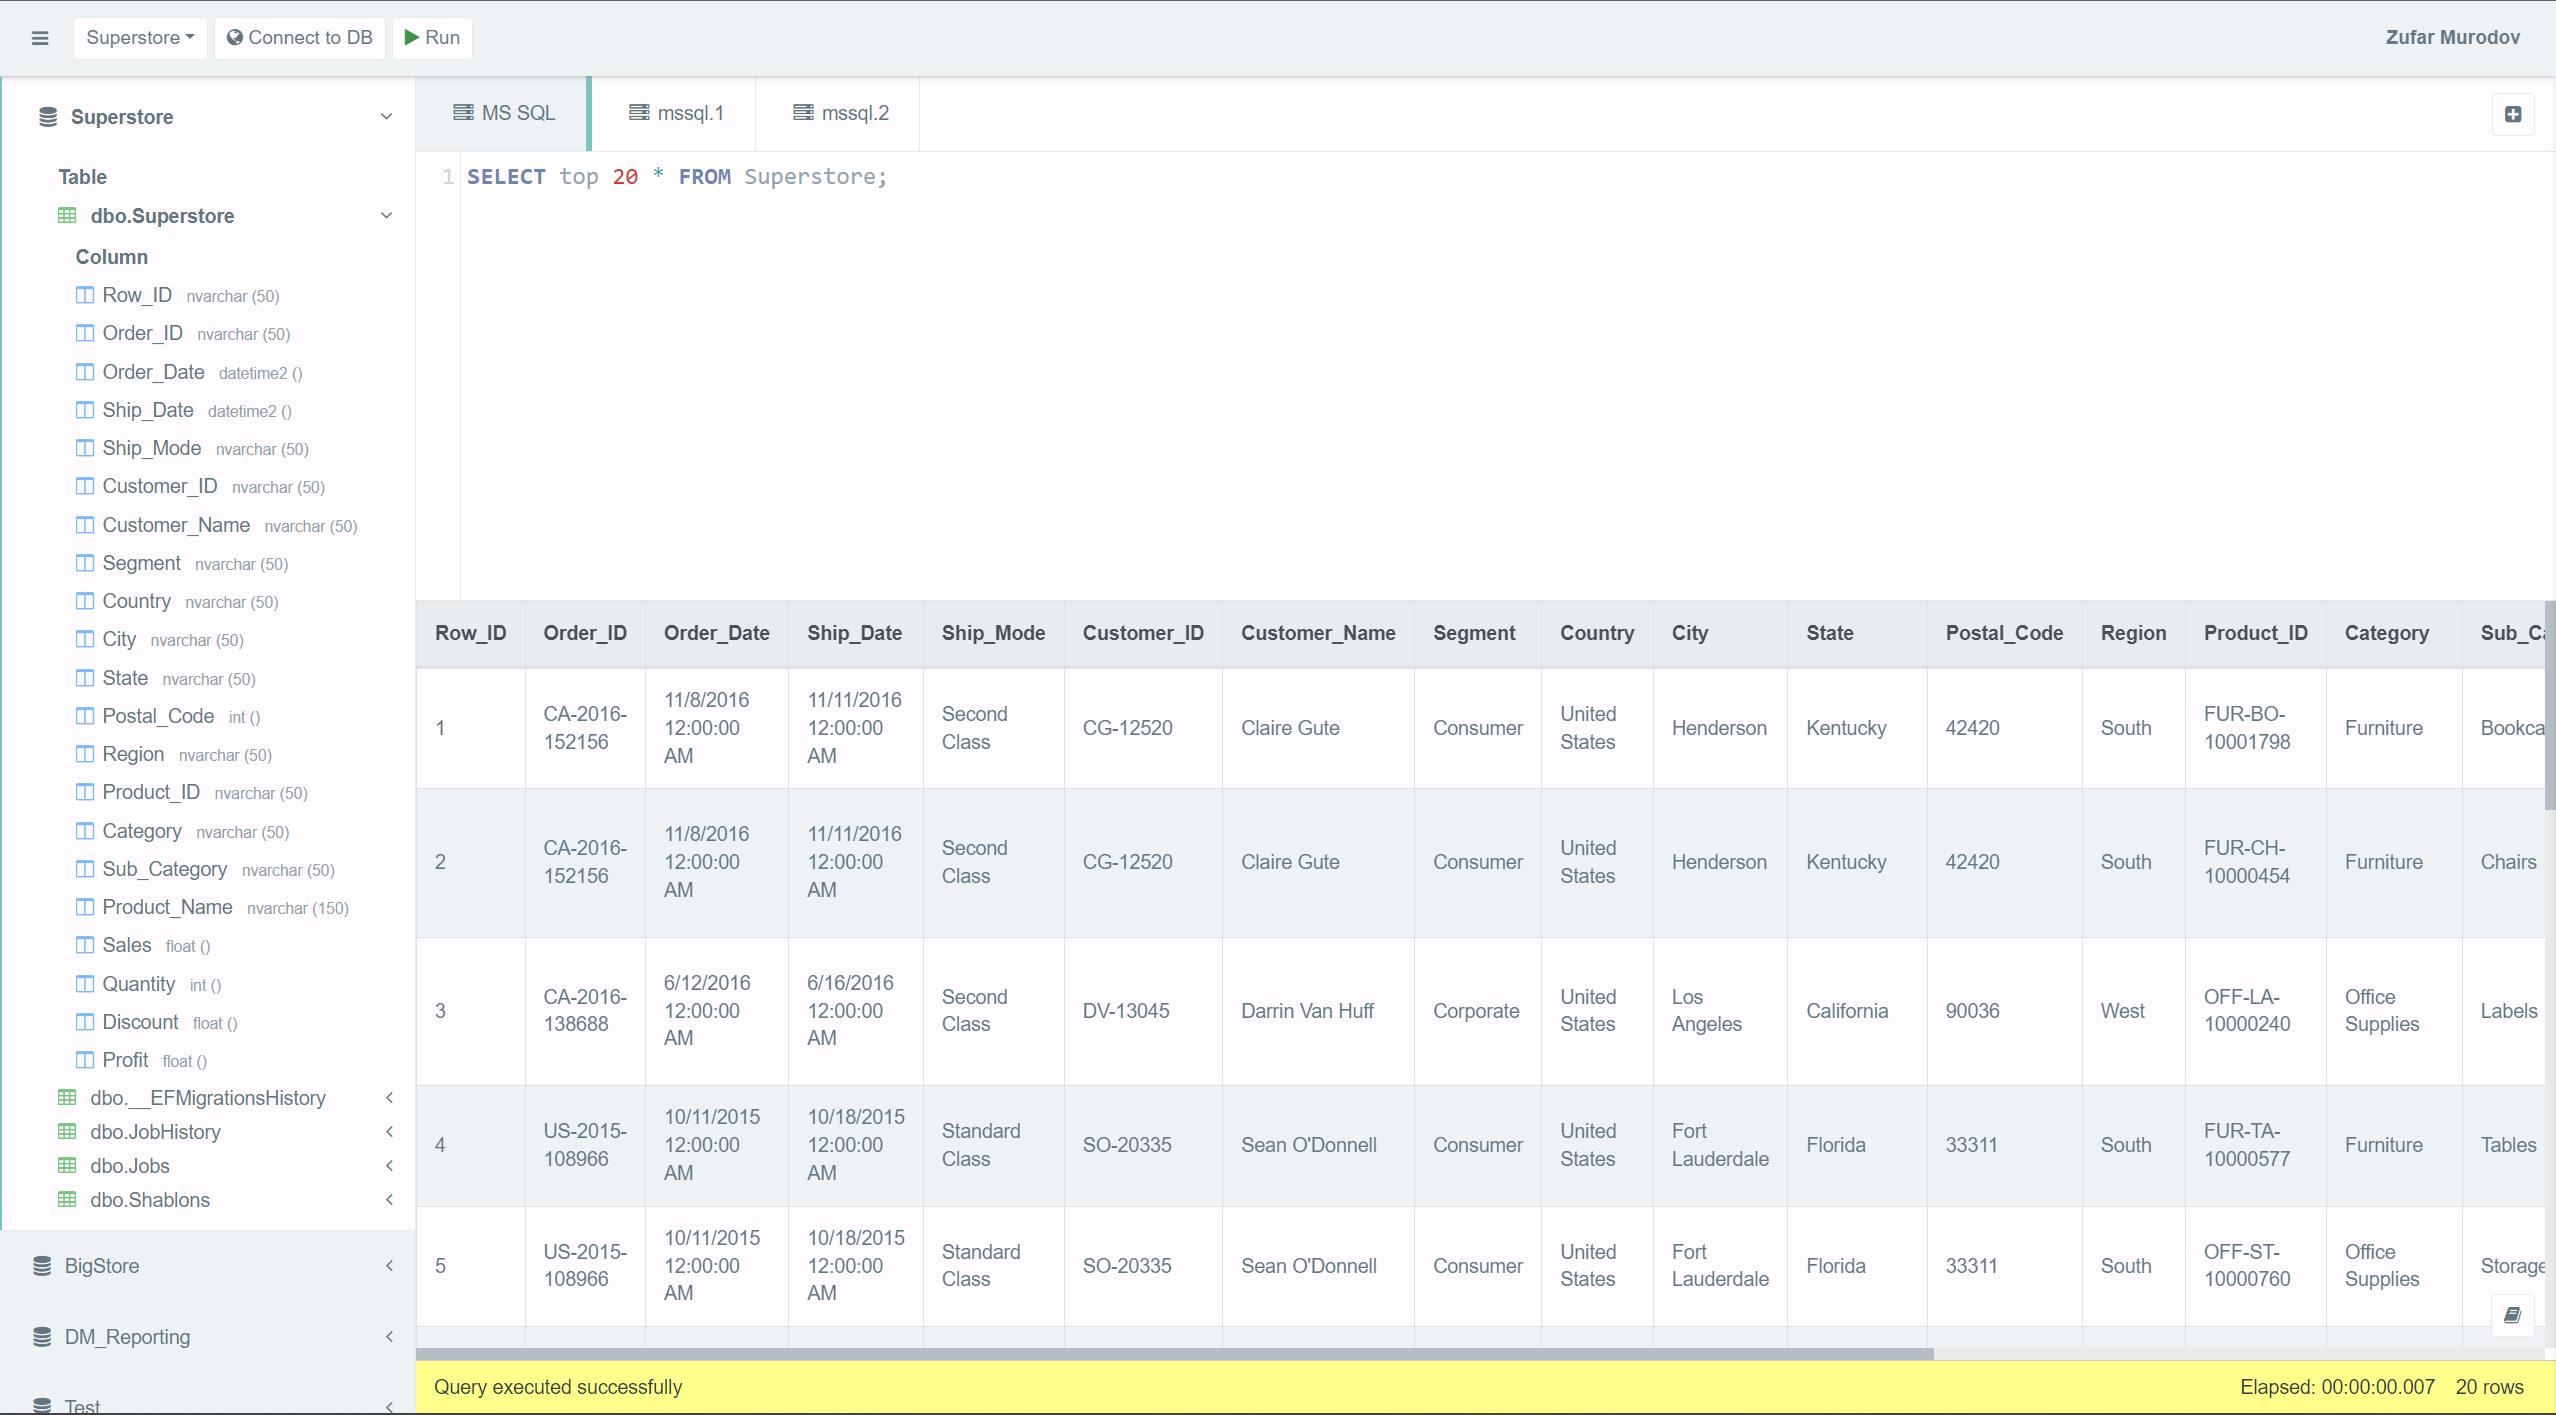 Superstore Connect to DB Run Zufar Murodov
Superstore
Table
dbo.Superstore
Column
Row_ID nvarchar (50)
Order_ID nvarchar (50)
Order_Date datetime2 ()
Ship_Date datetime2 ()
Ship_Mode nvarchar (50)
Customer_ID nvarchar (50)
Customer_Name nvarchar (50)
Segment nvarchar (50)
Country nvarchar (50)
City nvarchar (50)
State nvarchar (50)
Postal_Code int ()
Region nvarchar (50)
Product_ID nvarchar (50)
Category nvarchar (50)
Sub_Category nvarchar (50)
Product_Name nvarchar (150)
Sales float ()
Quantity int ()
Discount float ()
Profit float ()
dbo.__EFMigrationsHistory
dbo.JobHistory
dbo.Jobs
dbo.Shablons
BigStore
DM_Reporting
Test
MS SQL mssql.1 mssql.2
1 SELECT top 20 * FROM Superstore;
Row_ID Order_ID Order_Date Ship_Date Ship_Mode Customer_ID Customer_Name Segment Country City State Postal_Code Region Product_ID Category Sub_Ca
1 CA-2016-152156 11/8/2016 12:00:00 AM 11/11/2016 12:00:00 AM Second Class CG-12520 Claire Gute Consumer United States Henderson Kentucky 42420 South FUR-BO-10001798 Furniture Bookca
2 CA-2016-152156 11/8/2016 12:00:00 AM 11/11/2016 12:00:00 AM Second Class CG-12520 Claire Gute Consumer United States Henderson Kentucky 42420 South FUR-CH-10000454 Furniture Chairs
3 CA-2016-138688 6/12/2016 12:00:00 AM 6/16/2016 12:00:00 AM Second Class DV-13045 Darrin Van Huff Corporate United States Los Angeles California 90036 West OFF-LA-10000240 Office Supplies Labels
4 US-2015-108966 10/11/2015 12:00:00 AM 10/18/2015 12:00:00 AM Standard Class SO-20335 Sean O'Donnell Consumer United States Fort Lauderdale Florida 33311 South FUR-TA-10000577 Furniture Tables
5 US-2015-108966 10/11/2015 12:00:00 AM 10/18/2015 12:00:00 AM Standard Class SO-20335 Sean O'Donnell Consumer United States Fort Lauderdale Florida 33311 South OFF-ST-10000760 Office Supplies Storage
Query executed successfully Elapsed: 00:00:00.007 20 rows